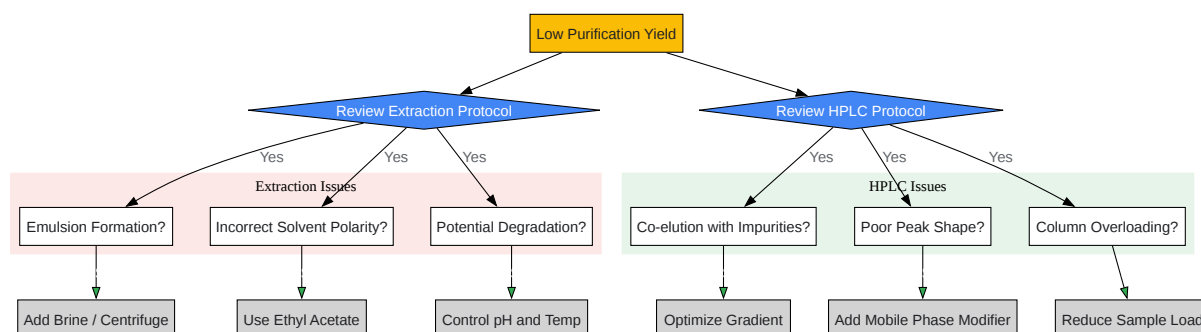 Low Purification Yield
Review Extraction Protocol
Review HPLC Protocol
Yes
Yes
Yes
Yes
Yes
Yes
Extraction Issues
HPLC Issues
Emulsion Formation?
Incorrect Solvent Polarity?
Potential Degradation?
Co-elution with Impurities?
Poor Peak Shape?
Column Overloading?
Add Brine / Centrifuge
Use Ethyl Acetate
Control pH and Temp
Optimize Gradient
Add Mobile Phase Modifier
Reduce Sample Load